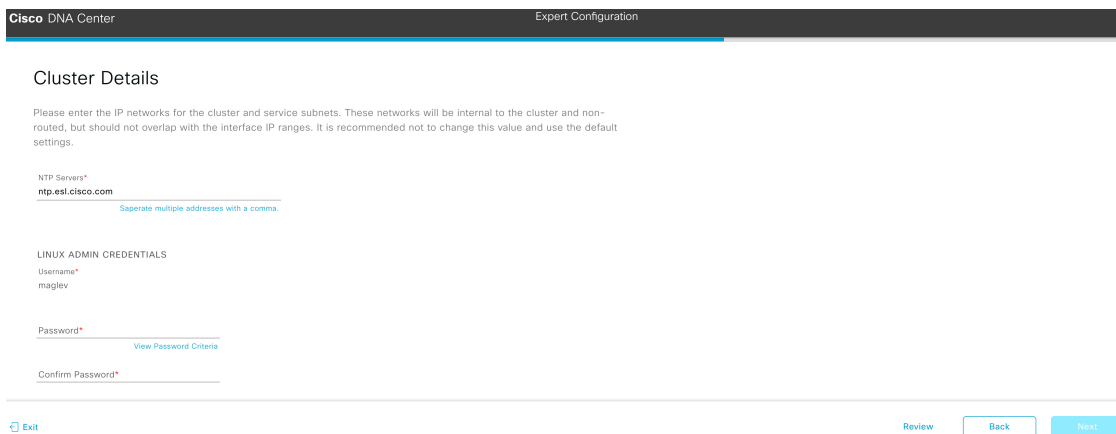 Cisco DNA Center
Expert Configuration
Cluster Details
Please enter the IP networks for the cluster and service subnets. These networks will be internal to the cluster and non-
routed, but should not overlap with the interface IP ranges. It is recommended not to change this value and use the default
settings.
NTP Servers*
ntp.esl.cisco.com
Saperate multiple addresses with a comma.
LINUX ADMIN CREDENTIALS
Username*
maglev
Password*
View Password Criteria
Confirm Password*
Exit
Review
Back
Next